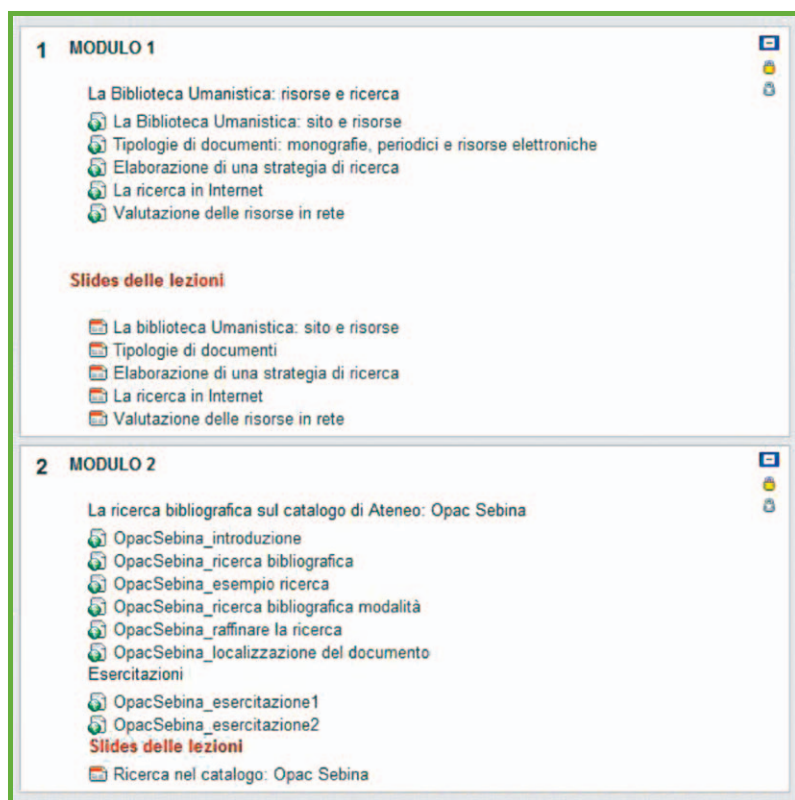 1 MODULO 1
La Biblioteca Umanistica: risorse e ricerca
La Biblioteca Umanistica: sito e risorse
Tipologie di documenti: monografie, periodici e risorse elettroniche
Elaborazione di una strategia di ricerca
La ricerca in Internet
Valutazione delle risorse in rete
Slides delle lezioni
La biblioteca Umanistica: sito e risorse
Tipologie di documenti
Elaborazione di una strategia di ricerca
La ricerca in Internet
Valutazione delle risorse in rete
2 MODULO 2
La ricerca bibliografica sul catalogo di Ateneo: Opac Sebina
OpacSebina_introduzione
OpacSebina_ricerca bibliografica
OpacSebina_esempio ricerca
OpacSebina_ricerca bibliografica modalità
OpacSebina_raffinare la ricerca
OpacSebina_localizzazione del documento
Esercitazioni
OpacSebina_esercitazione1
OpacSebina_esercitazione2
Slides delle lezioni
Ricerca nel catalogo: Opac Sebina